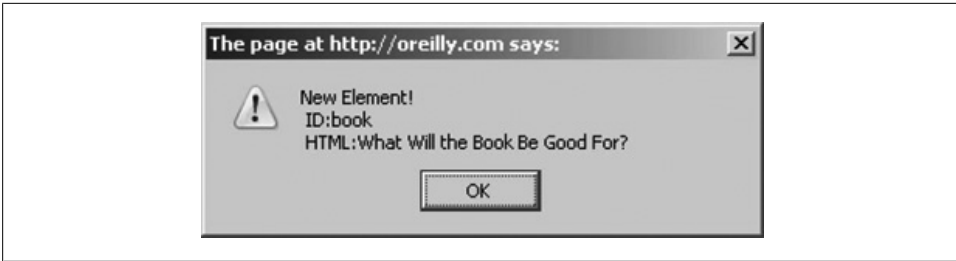 The page at http://oreilly.com says:
New Element!
ID:book
HTML:What Will the Book Be Good For?
OK